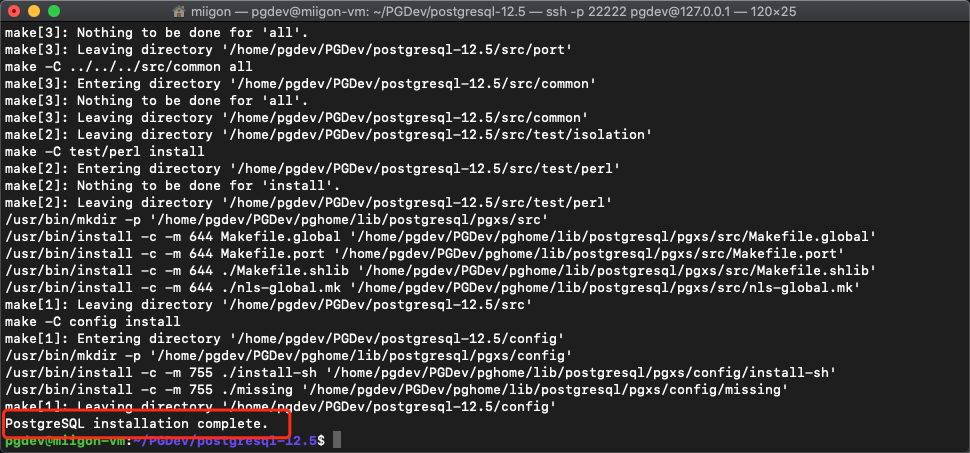 miigon — pgdev@miigon-vm: ~/PGDev/postgresql-12.5 — ssh -p 22222 pgdev@127.0.0.1 — 120×25
make[3]: Nothing to be done for 'all'.
make[3]: Leaving directory '/home/pgdev/PGDev/postgresql-12.5/src/port'
make -C ../../../src/common all
make[3]: Entering directory '/home/pgdev/PGDev/postgresql-12.5/src/common'
make[3]: Nothing to be done for 'all'.
make[3]: Leaving directory '/home/pgdev/PGDev/postgresql-12.5/src/common'
make[2]: Leaving directory '/home/pgdev/PGDev/postgresql-12.5/src/test/isolation'
make -C test/perl install
make[2]: Entering directory '/home/pgdev/PGDev/postgresql-12.5/src/test/perl'
make[2]: Nothing to be done for 'install'.
make[2]: Leaving directory '/home/pgdev/PGDev/postgresql-12.5/src/test/perl'
/usr/bin/mkdir -p '/home/pgdev/PGDev/pghome/lib/postgresql/pgxs/src'
/usr/bin/install -c -m 644 Makefile.global '/home/pgdev/PGDev/pghome/lib/postgresql/pgxs/src/Makefile.global'
/usr/bin/install -c -m 644 Makefile.port '/home/pgdev/PGDev/pghome/lib/postgresql/pgxs/src/Makefile.port'
/usr/bin/install -c -m 644 ./Makefile.shlib '/home/pgdev/PGDev/pghome/lib/postgresql/pgxs/src/Makefile.shlib'
/usr/bin/install -c -m 644 ./nls-global.mk '/home/pgdev/PGDev/pghome/lib/postgresql/pgxs/src/nls-global.mk'
make[1]: Leaving directory '/home/pgdev/PGDev/postgresql-12.5/src'
make -C config install
make[1]: Entering directory '/home/pgdev/PGDev/postgresql-12.5/config'
/usr/bin/mkdir -p '/home/pgdev/PGDev/pghome/lib/postgresql/pgxs/config'
/usr/bin/install -c -m 755 ./install-sh '/home/pgdev/PGDev/pghome/lib/postgresql/pgxs/config/install-sh'
/usr/bin/install -c -m 755 ./missing '/home/pgdev/PGDev/pghome/lib/postgresql/pgxs/config/missing'
make[1]: Leaving directory '/home/pgdev/PGDev/postgresql-12.5/config'
PostgreSQL installation complete.
pgdev@miigon-vm:~/PGDev/postgresql-12.5$